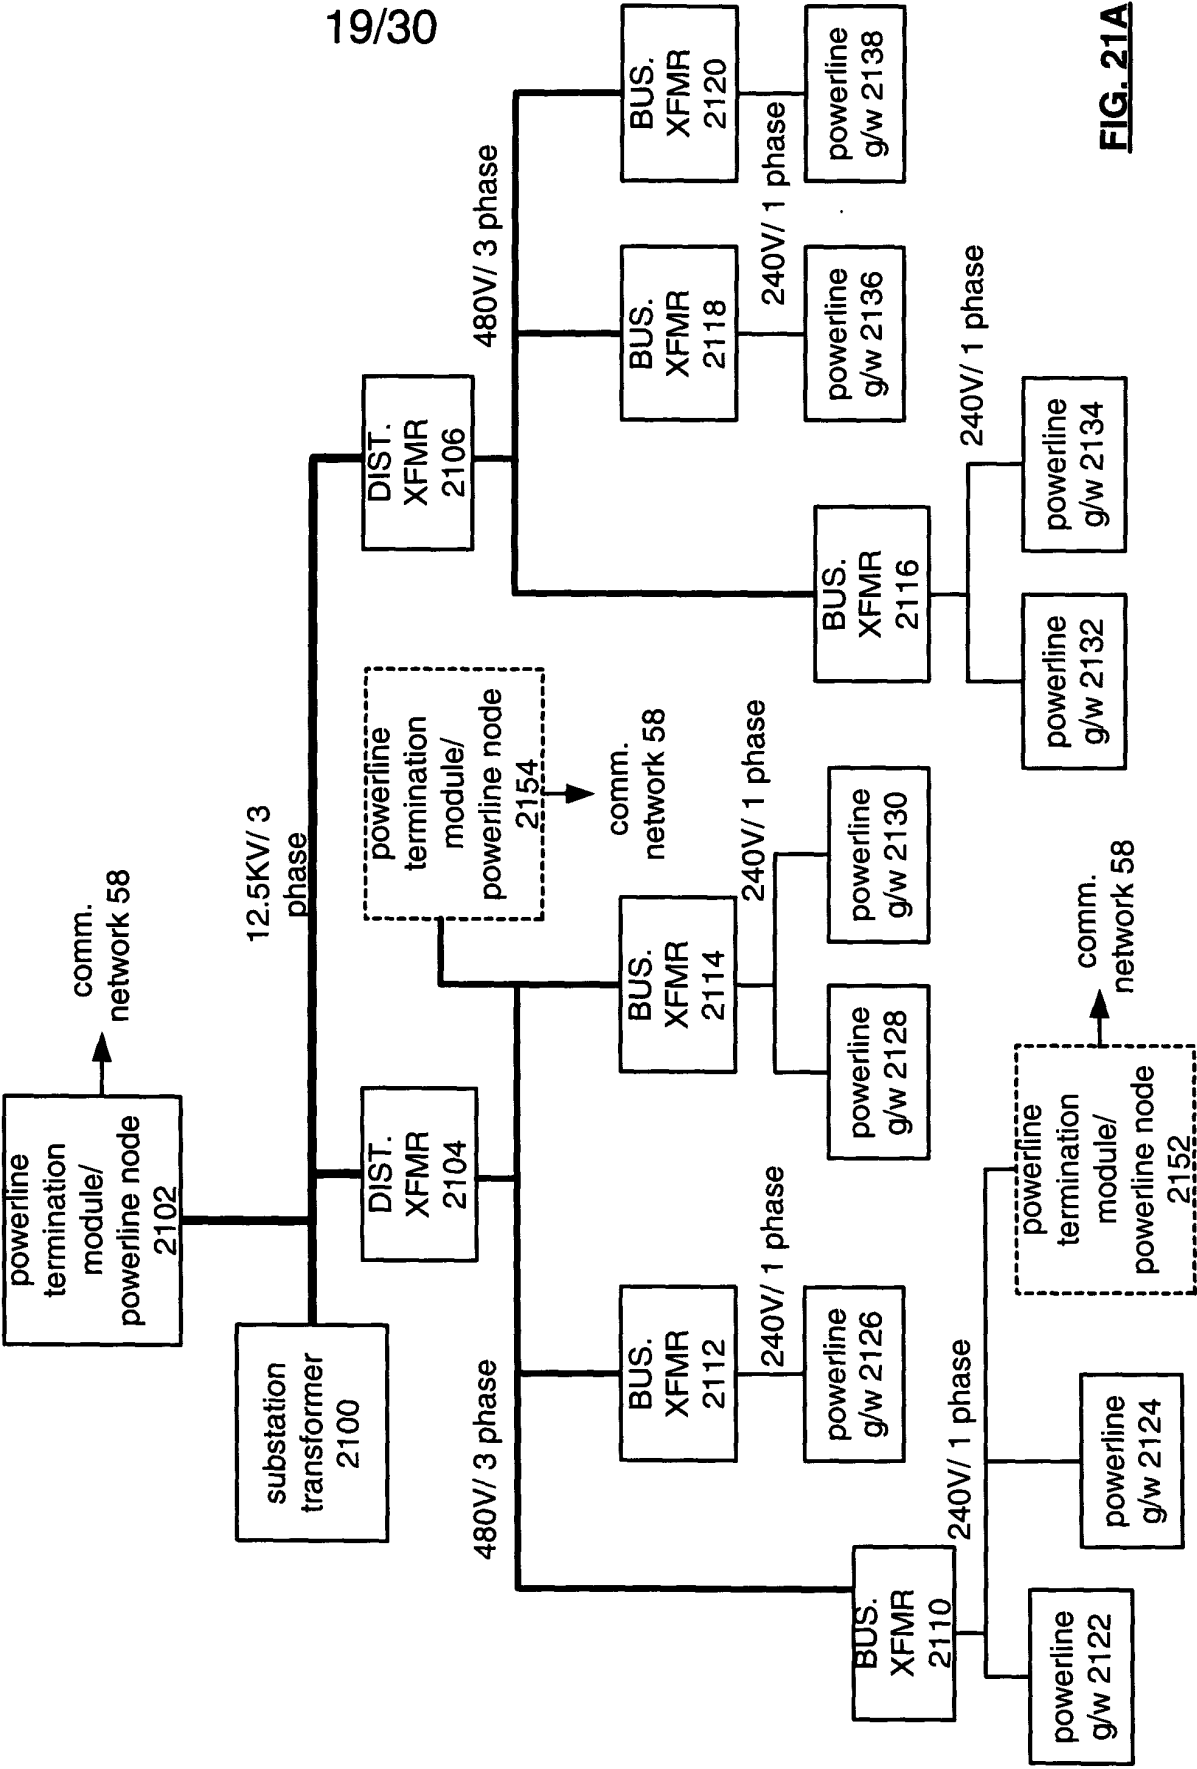 19/30
powerline
termination
module/
powerline node
2102
comm.
network 58
substation
transformer
2100
12.5KV/ 3
phase
DIST.
XFMR
2104
DIST.
XFMR
2106
powerline
termination
module/
powerline node
2154
comm.
network 58
480V/ 3 phase
480V/ 3 phase
BUS.
XFMR
2112
BUS.
XFMR
2114
BUS.
XFMR
2118
BUS.
XFMR
2120
240V/ 1 phase
240V/ 1 phase
240V/ 1 phase
powerline
g/w 2126
powerline
g/w 2128
powerline
g/w 2130
BUS.
XFMR
2116
powerline
g/w 2136
powerline
g/w 2138
BUS.
XFMR
2110
240V/ 1 phase
240V/ 1 phase
powerline
g/w 2122
powerline
g/w 2124
powerline
termination
module/
powerline node
2152
comm.
network 58
powerline
g/w 2132
powerline
g/w 2134
FIG. 21A